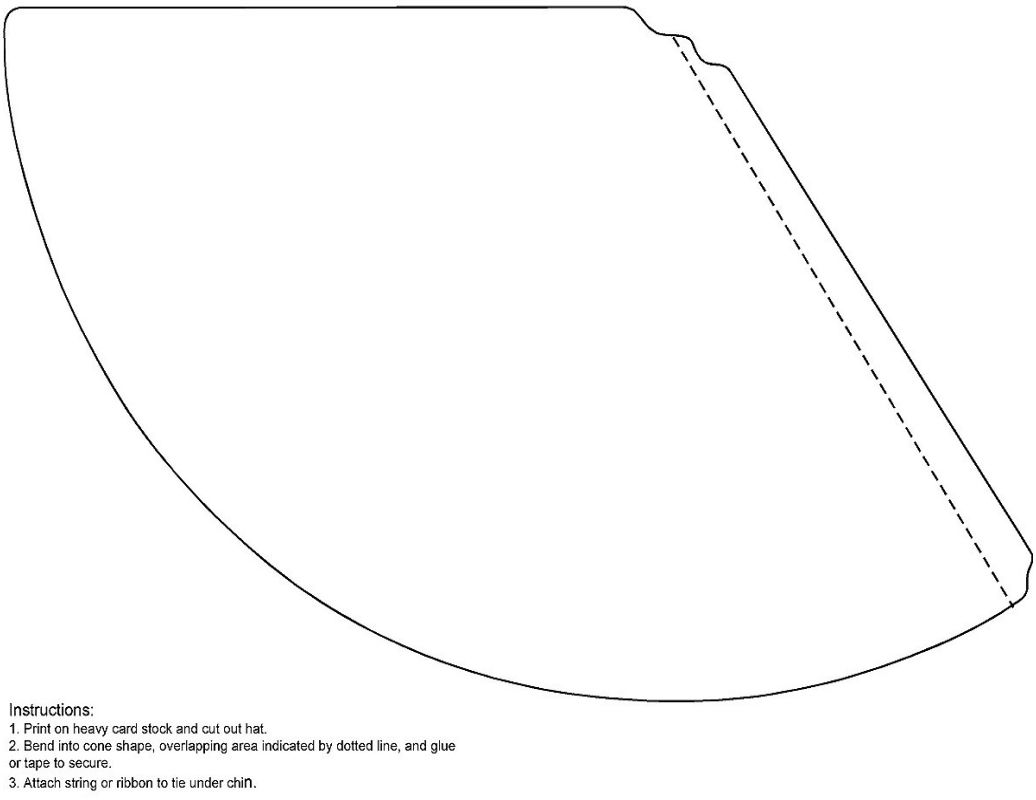 Instructions:
1. Print on heavy card stock and cut out hat.
2. Bend into cone shape, overlapping area indicated by dotted line, and glue
or tape to secure.
3. Attach string or ribbon to tie under chin.